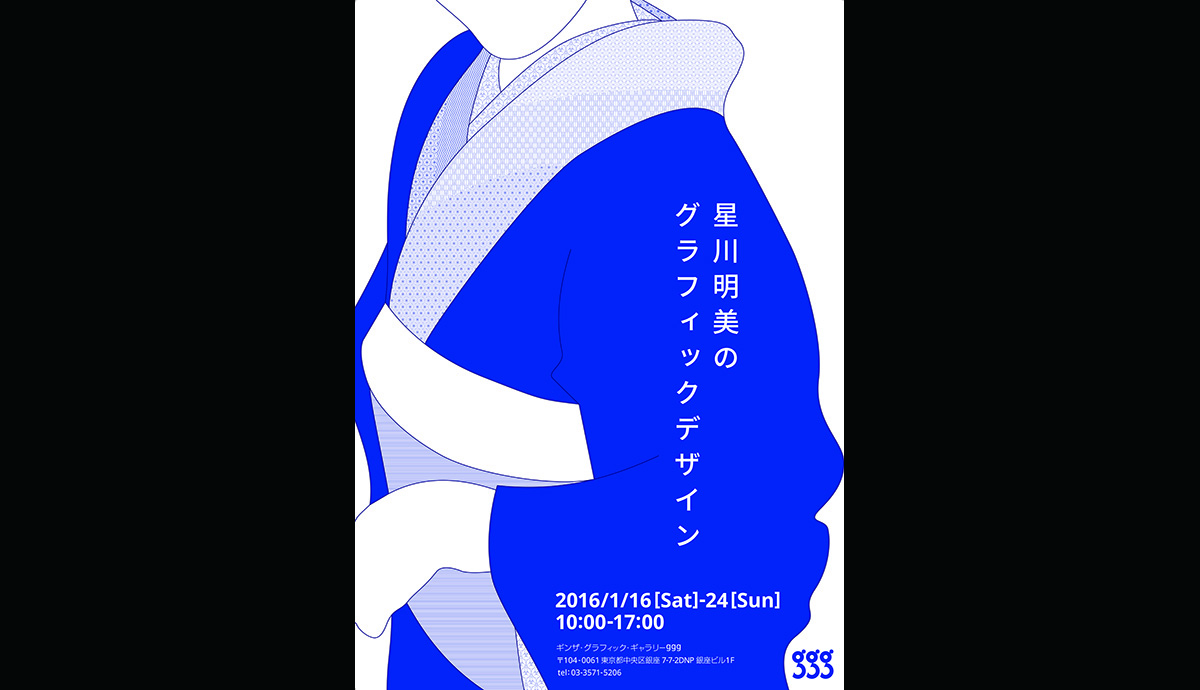 星川明美の
グラフィックデザイン
2016/1/16[Sat]-24[Sun]
10:00-17:00
ギンザ・グラフィック・ギャラリーggg
〒104-0061 東京都中央区銀座 7-7-2DNP 銀座ビル1F
tel:03-3571-5206
ggg